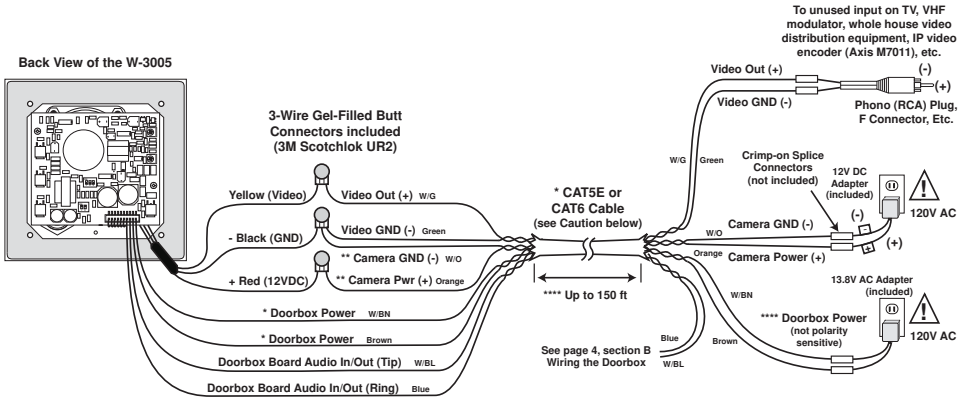 To unused input on TV, VHF
modulator, whole house video
distribution equipment, IP video
encoder (Axis M7011), etc.
Back View of the W-3005
Video Out (+)
(-)
(+)
Video GND (-)
Phono (RCA) Plug,
F Connector, Etc.
3-Wire Gel-Filled Butt
Connectors included
(3M Scotchlok UR2)
W/G
Green
Crimp-on Splice
Connectors
(not included)
12V DC
Adapter
(included)
120V AC
Yellow (Video)
Video Out (+) W/G
* CAT5E or
CAT6 Cable
(see Caution below)
Camera GND (-)
(-)
- Black (GND)
Video GND (-) Green
W/O
-
** Camera GND (-) W/O
Orange
Camera Power (+)
+
(+)
+ Red (12VDC)
** Camera Pwr (+) Orange
**** Up to 150 ft
13.8V AC Adapter
(included)
* Doorbox Power W/BN
W/BN
**** Doorbox Power
(not polarity
sensitive)
120V AC
* Doorbox Power Brown
Blue
Brown
See page 4, section B
Wiring the Doorbox
W/BL
Doorbox Board Audio In/Out (Tip) W/BL
Doorbox Board Audio In/Out (Ring) Blue